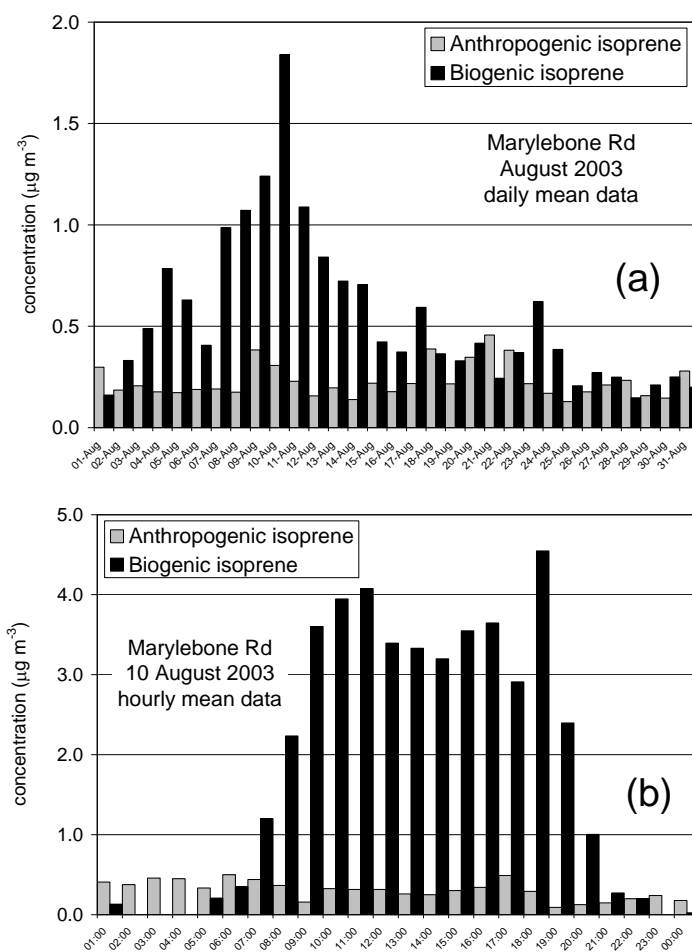 2.0
1.5
1.0
0.5
0.0
concentration (µg m-3)
Anthropogenic isoprene
Biogenic isoprene
Marylebone Rd
August 2003
daily mean data
(a)
01-Aug
02-Aug
03-Aug
04-Aug
05-Aug
06-Aug
07-Aug
08-Aug
09-Aug
10-Aug
11-Aug
12-Aug
13-Aug
14-Aug
15-Aug
16-Aug
17-Aug
18-Aug
19-Aug
20-Aug
21-Aug
22-Aug
23-Aug
24-Aug
25-Aug
26-Aug
27-Aug
28-Aug
29-Aug
30-Aug
31-Aug
5.0
4.0
3.0
2.0
1.0
0.0
concentration (µg m-3)
Anthropogenic isoprene
Biogenic isoprene
Marylebone Rd
10 August 2003
hourly mean data
(b)
01:00
02:00
03:00
04:00
05:00
06:00
07:00
08:00
09:00
10:00
11:00
12:00
13:00
14:00
15:00
16:00
17:00
18:00
19:00
20:00
21:00
22:00
23:00
00:00